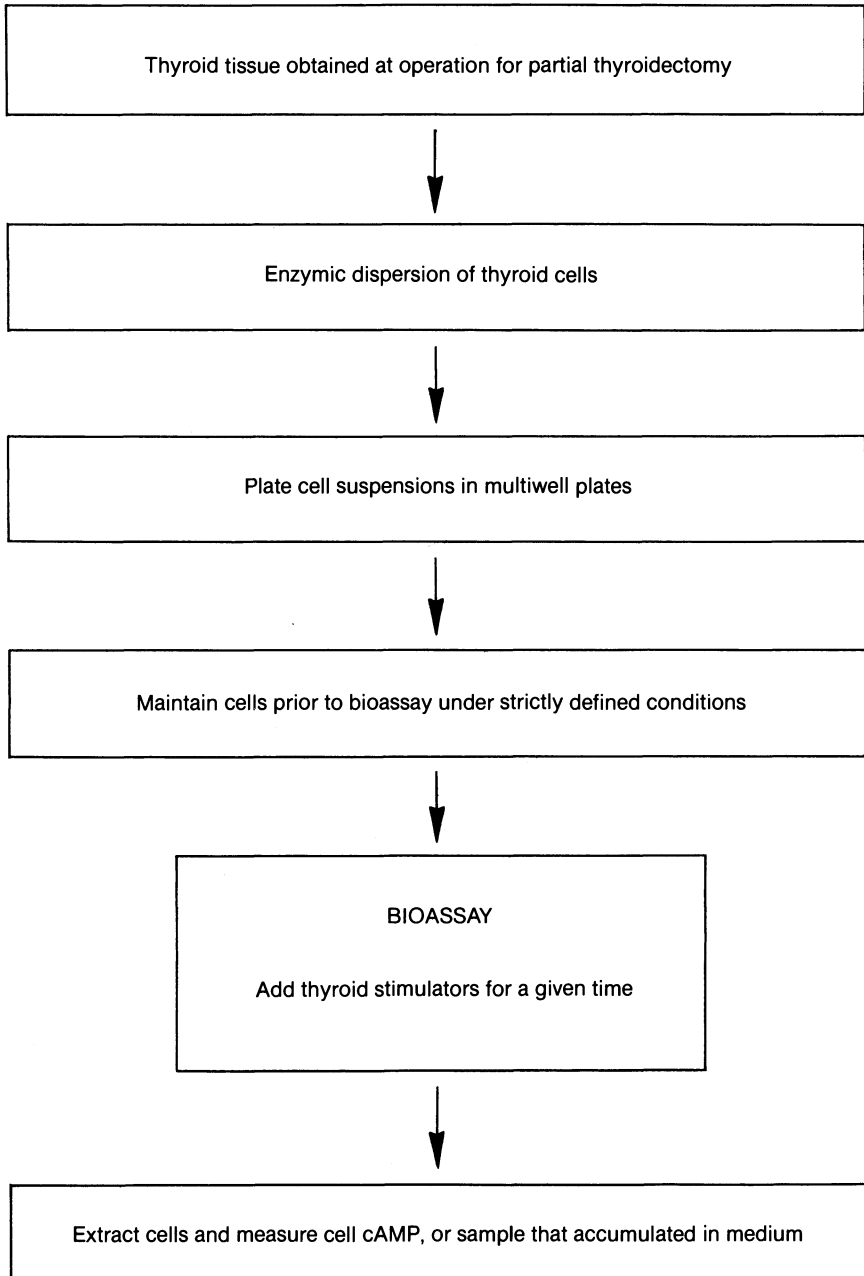 Thyroid tissue obtained at operation for partial thyroidectomy
Enzymic dispersion of thyroid cells
Plate cell suspensions in multiwell plates
Maintain cells prior to bioassay under strictly defined conditions
BIOASSAY
Add thyroid stimulators for a given time
Extract cells and measure cell cAMP, or sample that accumulated in medium